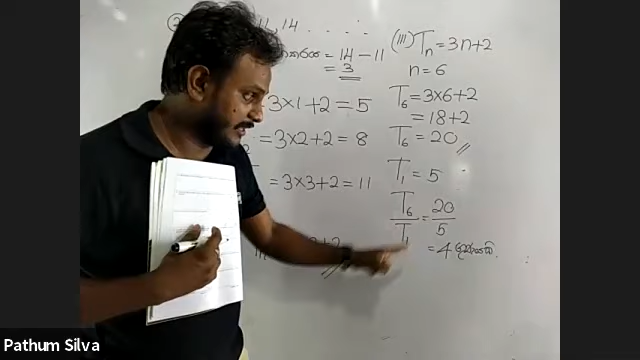 11, 14 . . . . .
= 14 – 11
= 3
3×1+2 = 5
= 3×2+2 = 8
= 3×3+2 = 11
+2
(III) Tn = 3n+2
n = 6
T6 = 3×6+2
= 18+2
T6 = 20
T1 = 5
T6/T1 = 20/5
= 4
Pathum Silva